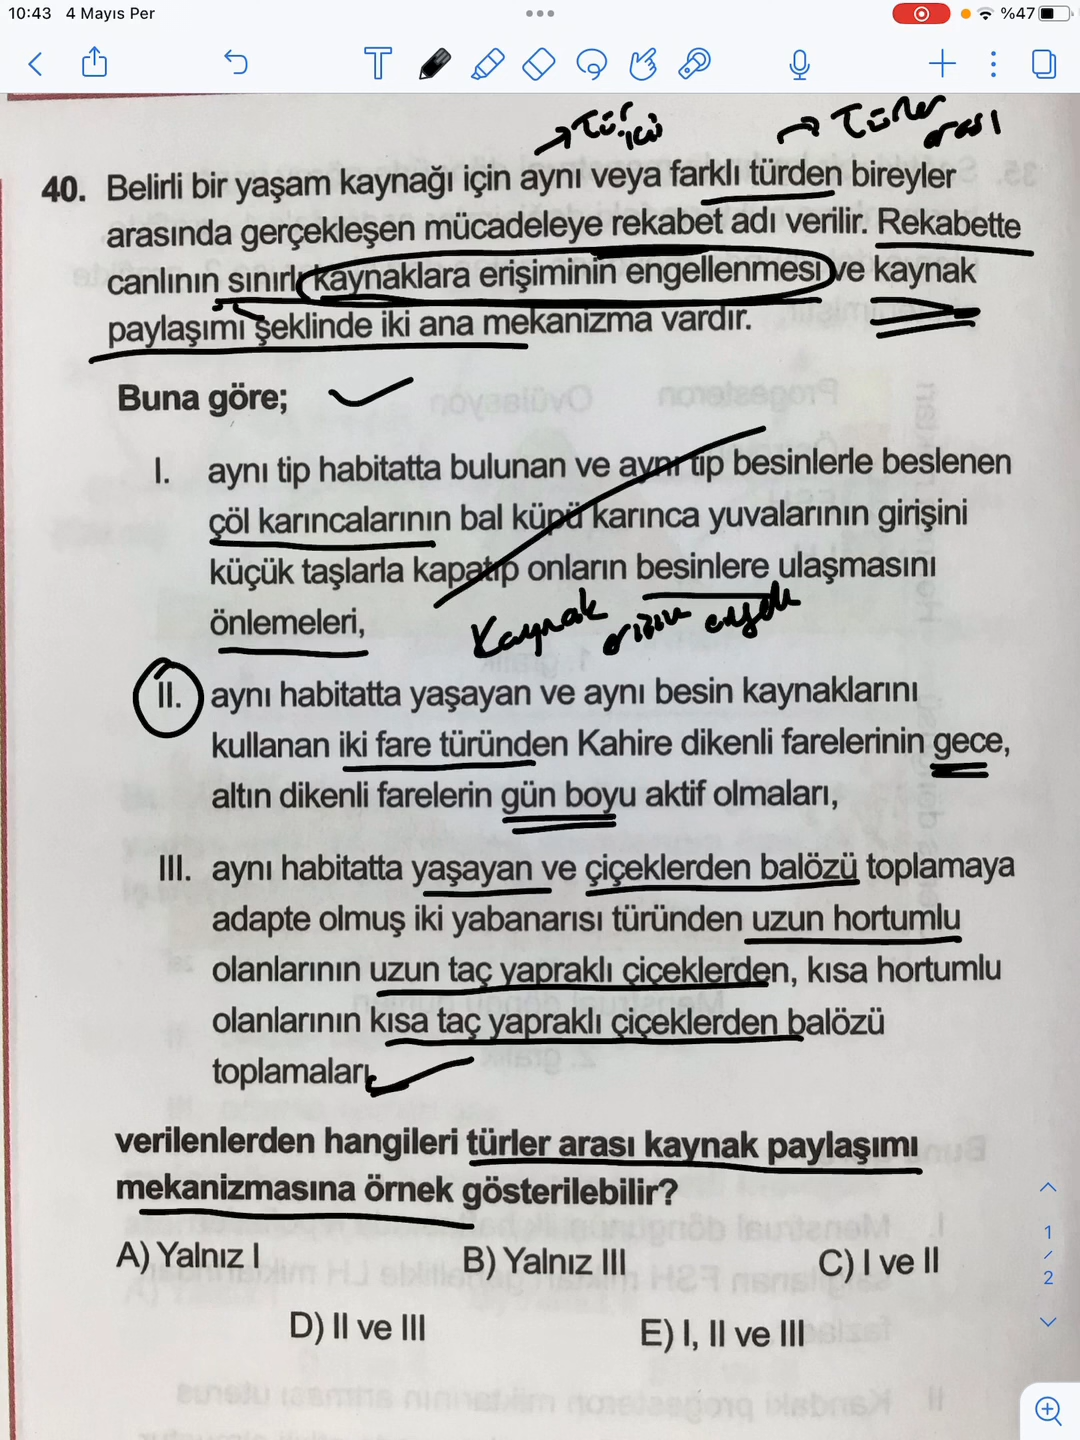 10:43 4 Mayıs Per
%47
Tür içi
Türler arası
40. Belirli bir yaşam kaynağı için aynı veya farklı türden bireyler
arasında gerçekleşen mücadeleye rekabet adı verilir. Rekabette
canlının sınırlı kaynaklara erişiminin engellenmesi ve kaynak
paylaşımı şeklinde iki ana mekanizma vardır.
Buna göre;
I. aynı tip habitatta bulunan ve aynı tip besinlerle beslenen
çöl karıncalarının bal küpü karınca yuvalarının girişini
küçük taşlarla kapatıp onların besinlere ulaşmasını
önlemeleri,
Kaynak
II. aynı habitatta yaşayan ve aynı besin kaynaklarını
kullanan iki fare türünden Kahire dikenli farelerinin gece,
altın dikenli farelerin gün boyu aktif olmaları,
III. aynı habitatta yaşayan ve çiçeklerden balözü toplamaya
adapte olmuş iki yabanarısı türünden uzun hortumlu
olanlarının uzun taç yapraklı çiçeklerden, kısa hortumlu
olanlarının kısa taç yapraklı çiçeklerden balözü
toplamaları
verilenlerden hangileri türler arası kaynak paylaşımı
mekanizmasına örnek gösterilebilir?
A) Yalnız I B) Yalnız III C) I ve II
D) II ve III E) I, II ve III
1
/
2